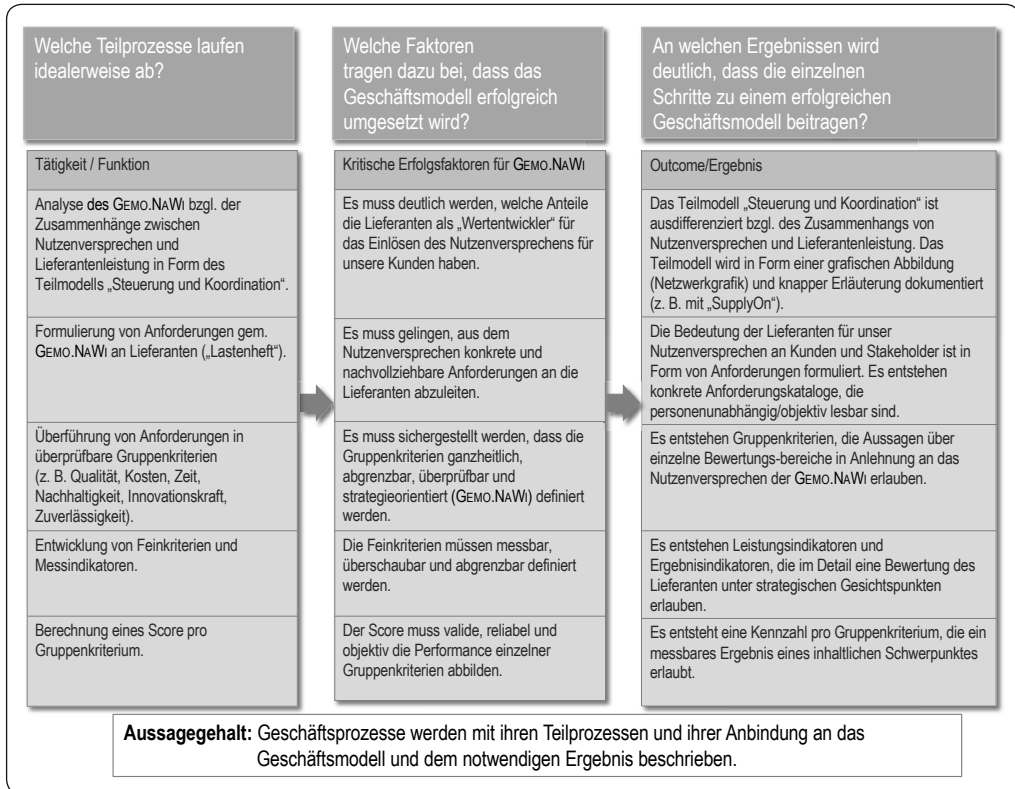 Welche Teilprozesse laufen
idealerweise ab?
Welche Faktoren
tragen dazu bei, dass das
Geschäftsmodell erfolgreich
umgesetzt wird?
An welchen Ergebnissen wird
deutlich, dass die einzelnen
Schritte zu einem erfolgreichen
Geschäftsmodell beitragen?
Tätigkeit / Funktion
Kritische Erfolgsfaktoren für GEMO.NAWI
Outcome/Ergebnis
Analyse des GEMO.NAWI bzgl. der
Zusammenhänge zwischen
Nutzenversprechen und
Lieferantenleistung in Form des
Teilmodells „Steuerung und Koordination“.
Es muss deutlich werden, welche Anteile
die Lieferanten als „Wertentwickler“ für
das Einlösen des Nutzenversprechens für
unsere Kunden haben.
Das Teilmodell „Steuerung und Koordination“ ist
ausdifferenziert bzgl. des Zusammenhangs von
Nutzenversprechen und Lieferantenleistung. Das
Teilmodell wird in Form einer grafischen Abbildung
(Netzwerkgrafik) und knapper Erläuterung dokumentiert
(z. B. mit „SupplyOn“).
Formulierung von Anforderungen gem.
GEMO.NAWI an Lieferanten („Lastenheft“).
Es muss gelingen, aus dem
Nutzenversprechen konkrete und
nachvollziehbare Anforderungen an die
Lieferanten abzuleiten.
Die Bedeutung der Lieferanten für unser
Nutzenversprechen an Kunden und Stakeholder ist in
Form von Anforderungen formuliert. Es entstehen
konkrete Anforderungskataloge, die
personenunabhängig/objektiv lesbar sind.
Überführung von Anforderungen in
überprüfbare Gruppenkriterien
(z. B. Qualität, Kosten, Zeit,
Nachhaltigkeit, Innovationskraft,
Zuverlässigkeit).
Es muss sichergestellt werden, dass die
Gruppenkriterien ganzheitlich,
abgrenzbar, überprüfbar und
strategieorientiert (GEMO.NAWI) definiert
werden.
Es entstehen Gruppenkriterien, die Aussagen über
einzelne Bewertungs-bereiche in Anlehnung an das
Nutzenversprechen der GEMO.NAWI erlauben.
Entwicklung von Feinkriterien und
Messindikatoren.
Die Feinkriterien müssen messbar,
überschaubar und abgrenzbar definiert
werden.
Es entstehen Leistungsindikatoren und
Ergebnisindikatoren, die im Detail eine Bewertung des
Lieferanten unter strategischen Gesichtspunkten
erlauben.
Berechnung eines Score pro
Gruppenkriterium.
Der Score muss valide, reliabel und
objektiv die Performance einzelner
Gruppenkriterien abbilden.
Es entsteht eine Kennzahl pro Gruppenkriterium, die ein
messbares Ergebnis eines inhaltlichen Schwerpunktes
erlaubt.
Aussagegehalt: Geschäftsprozesse werden mit ihren Teilprozessen und ihrer Anbindung an das
Geschäftsmodell und dem notwendigen Ergebnis beschrieben.